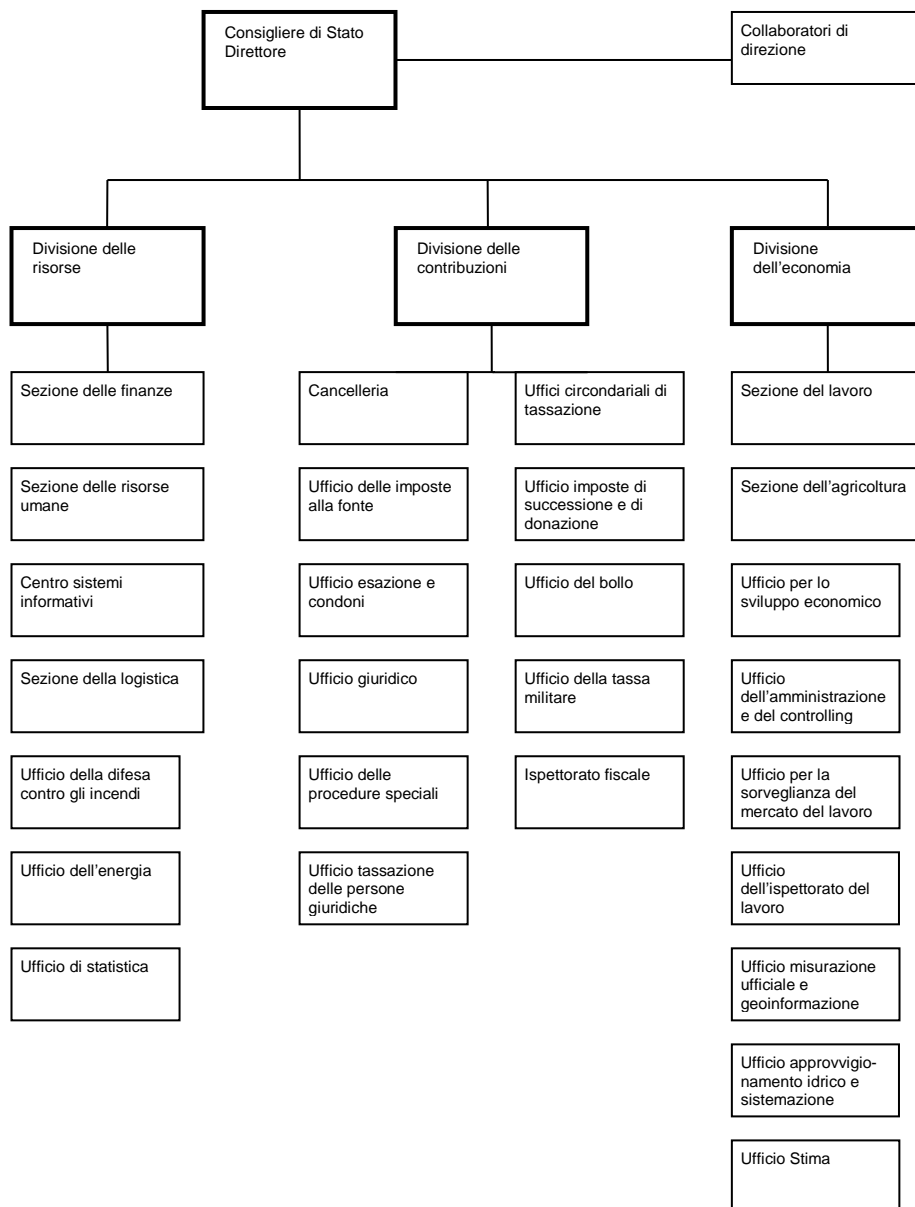 Consigliere di Stato
Direttore
Collaboratori di
direzione
Divisione delle
risorse
Divisione delle
contribuzioni
Divisione
dell'economia
Sezione delle finanze
Cancelleria
Uffici circondariali di
tassazione
Sezione del lavoro
Sezione delle risorse
umane
Ufficio delle imposte
alla fonte
Ufficio imposte di
successione e di
donazione
Sezione dell'agricoltura
Centro sistemi
informativi
Ufficio esazione e
condoni
Ufficio del bollo
Ufficio per lo
sviluppo economico
Sezione della logistica
Ufficio giuridico
Ufficio della tassa
militare
Ufficio
dell'amministrazione
e del controlling
Ufficio della difesa
contro gli incendi
Ufficio delle
procedure speciali
Ispettorato fiscale
Ufficio per la
sorveglianza del
mercato del lavoro
Ufficio dell'energia
Ufficio tassazione
delle persone
giuridiche
Ufficio
dell'ispettorato del
lavoro
Ufficio di statistica
Ufficio misurazione
ufficiale e
geoinformazione
Ufficio approvvigio-
namento idrico e
sistemazione
Ufficio Stima